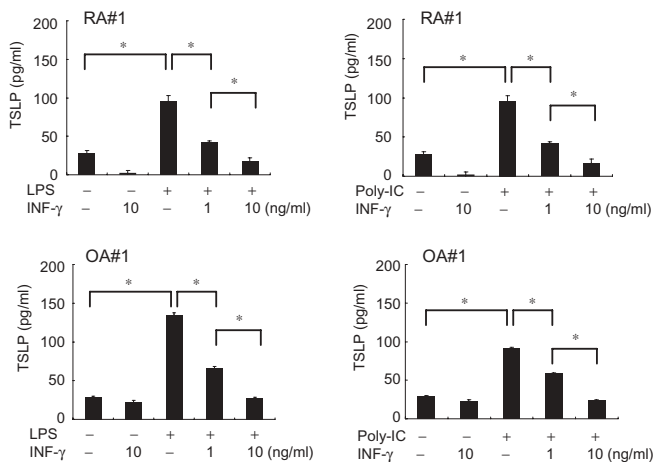 RA#1
TSLP (pg/ml)
200
150
100
50
0
* * *
LPS – – + + +
INF-γ – 10 – 1 10 (ng/ml)
RA#1
TSLP (pg/ml)
200
150
100
50
0
* * *
Poly-IC – – + + +
INF-γ – 10 – 1 10 (ng/ml)
OA#1
TSLP (pg/ml)
200
150
100
50
0
* * *
LPS – – + + +
INF-γ – 10 – 1 10 (ng/ml)
OA#1
TSLP (pg/ml)
200
150
100
50
0
* * *
Poly-IC – – + + +
INF-γ – 10 – 1 10 (ng/ml)